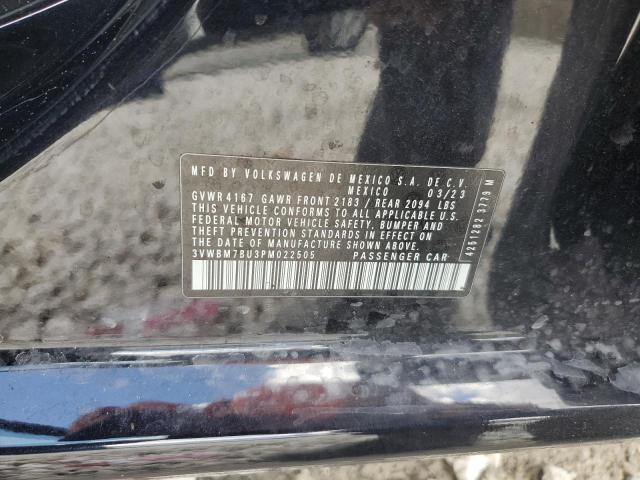 MFD BY VOLKSWAGEN DE MEXICO S.A. DE C.V.
MEXICO 03/23
GVWR 4167 GAWR FRONT 2183 / REAR 2094 LBS
THIS VEHICLE CONFORMS TO ALL APPLICABLE U.S.
FEDERAL MOTOR VEHICLE SAFETY, BUMPER AND
THEFT PREVENTION STANDARDS IN EFFECT ON
THE DATE OF MANUFACTURE SHOWN ABOVE.
3VWBM7BU3PM022505 PASSENGER CAR
4251292 3779 M